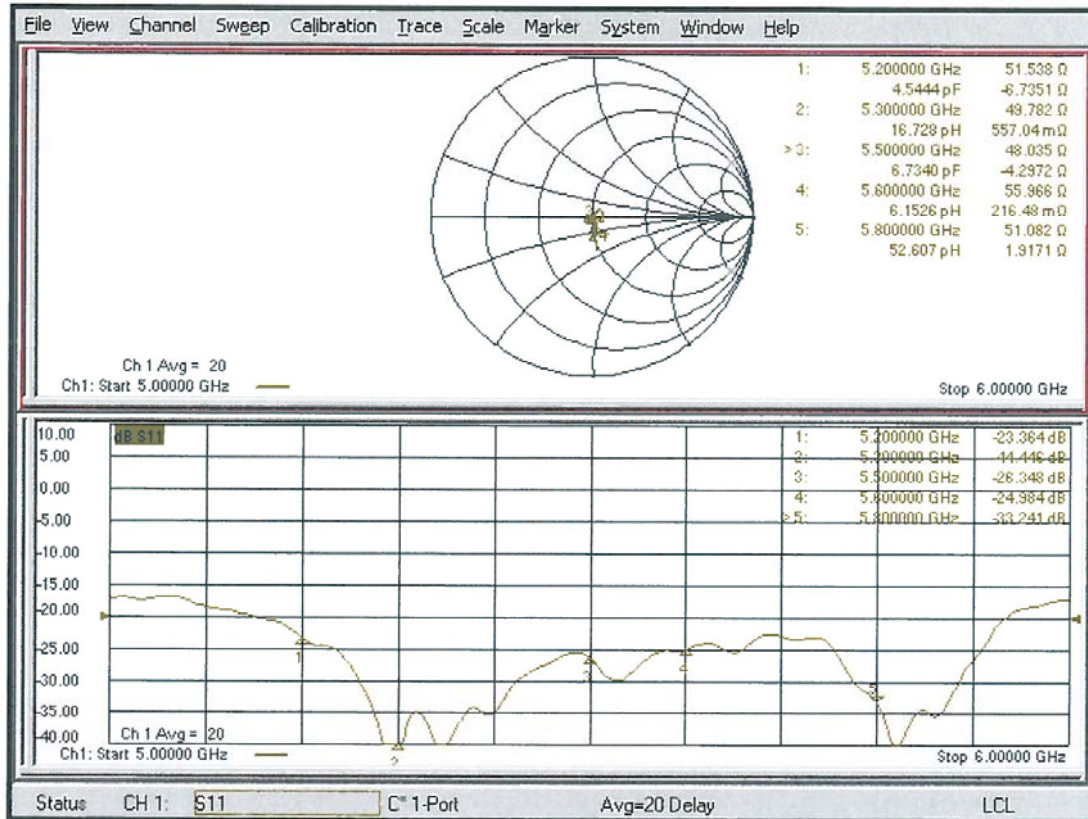 File View Channel Sweep Calibration Trace Scale Marker System Window Help
1: 5.200000 GHz 51.538 Ω
4.5444 pF -6.7351 Ω
2: 5.300000 GHz 49.782 Ω
16.728 pH 557.04 mΩ
> 3: 5.500000 GHz 48.035 Ω
6.7340 pF -4.2972 Ω
4: 5.600000 GHz 55.966 Ω
6.1526 pH 216.48 mΩ
5: 5.800000 GHz 51.082 Ω
52.607 pH 1.9171 Ω
Ch 1 Avg = 20
Ch1: Start 5.00000 GHz
Stop 6.00000 GHz
dB S11
1: 5.200000 GHz -23.364 dB
2: 5.300000 GHz -44.446 dB
3: 5.500000 GHz -26.348 dB
4: 5.600000 GHz -24.984 dB
> 5: 5.800000 GHz -33.241 dB
10.00
5.00
0.00
-5.00
-10.00
-15.00
-20.00
-25.00
-30.00
-35.00
-40.00
1
2
3
4
5
Ch 1 Avg = 20
Ch1: Start 5.00000 GHz
Stop 6.00000 GHz
Status CH 1: S11 C* 1-Port Avg=20 Delay LCL